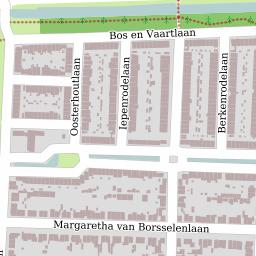 Bos en Vaartlaan
Oosterhoutlaan
Iepenrodelaan
Berkenrodelaan
Margaretha van Borsselenlaan